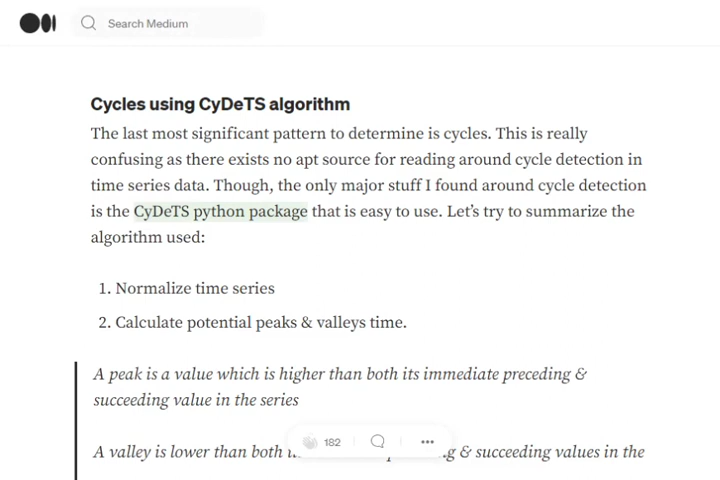 Search Medium
Cycles using CyDeTS algorithm
The last most significant pattern to determine is cycles. This is really
confusing as there exists no apt source for reading around cycle detection in
time series data. Though, the only major stuff I found around cycle detection
is the CyDeTS python package that is easy to use. Let’s try to summarize the
algorithm used:
1. Normalize time series
2. Calculate potential peaks & valleys time.
A peak is a value which is higher than both its immediate preceding &
succeeding value in the series
182
A valley is lower than both & succeeding values in the